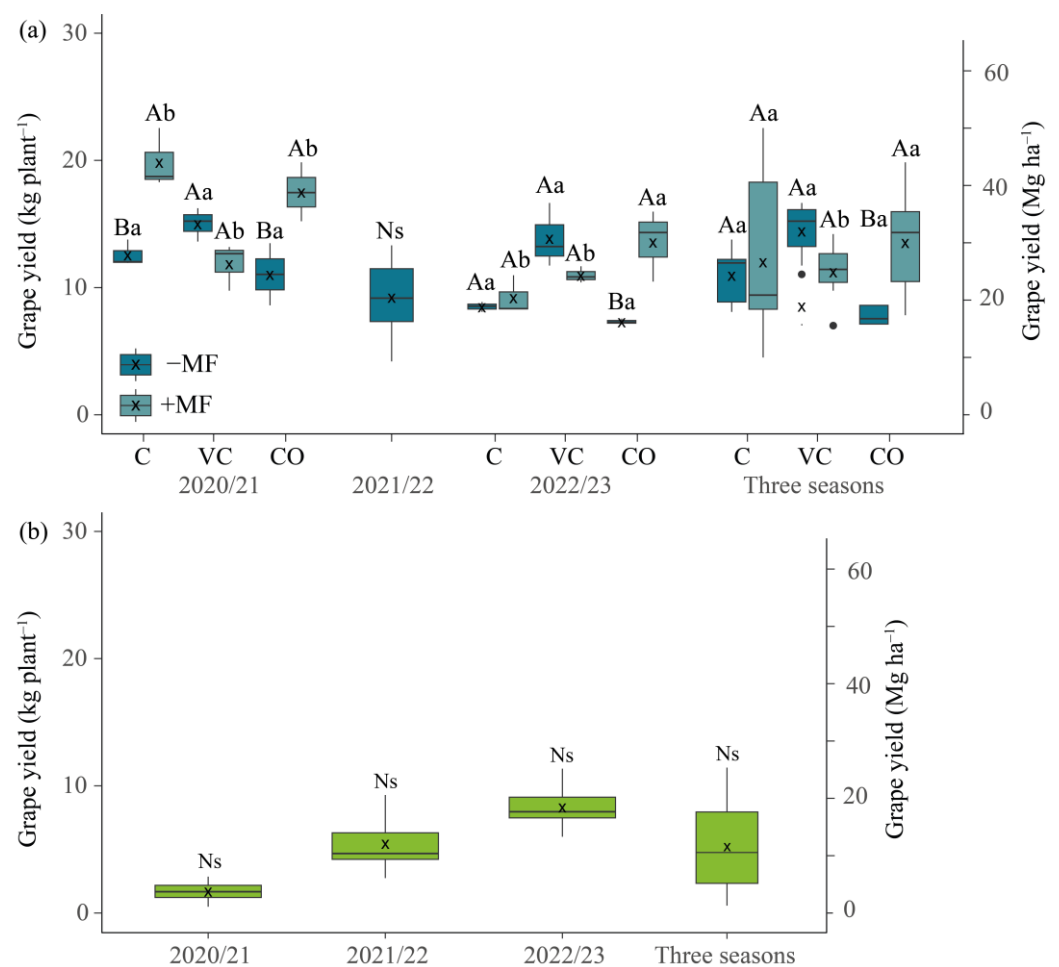 (a)
Grape yield (kg plant⁻¹)
30
20
10
0
Grape yield (Mg ha⁻¹)
60
40
20
0
Ba
Ab
Aa
Ab
Ba
Ab
Ns
Aa
Ab
Aa
Ab
Ba
Aa
Aa
Aa
Aa
Ab
Ba
Aa
x −MF
x +MF
C VC CO C VC CO C VC CO
2020/21 2021/22 2022/23 Three seasons
(b)
Grape yield (kg plant⁻¹)
30
20
10
0
Grape yield (Mg ha⁻¹)
60
40
20
0
Ns
Ns
Ns
Ns
2020/21 2021/22 2022/23 Three seasons